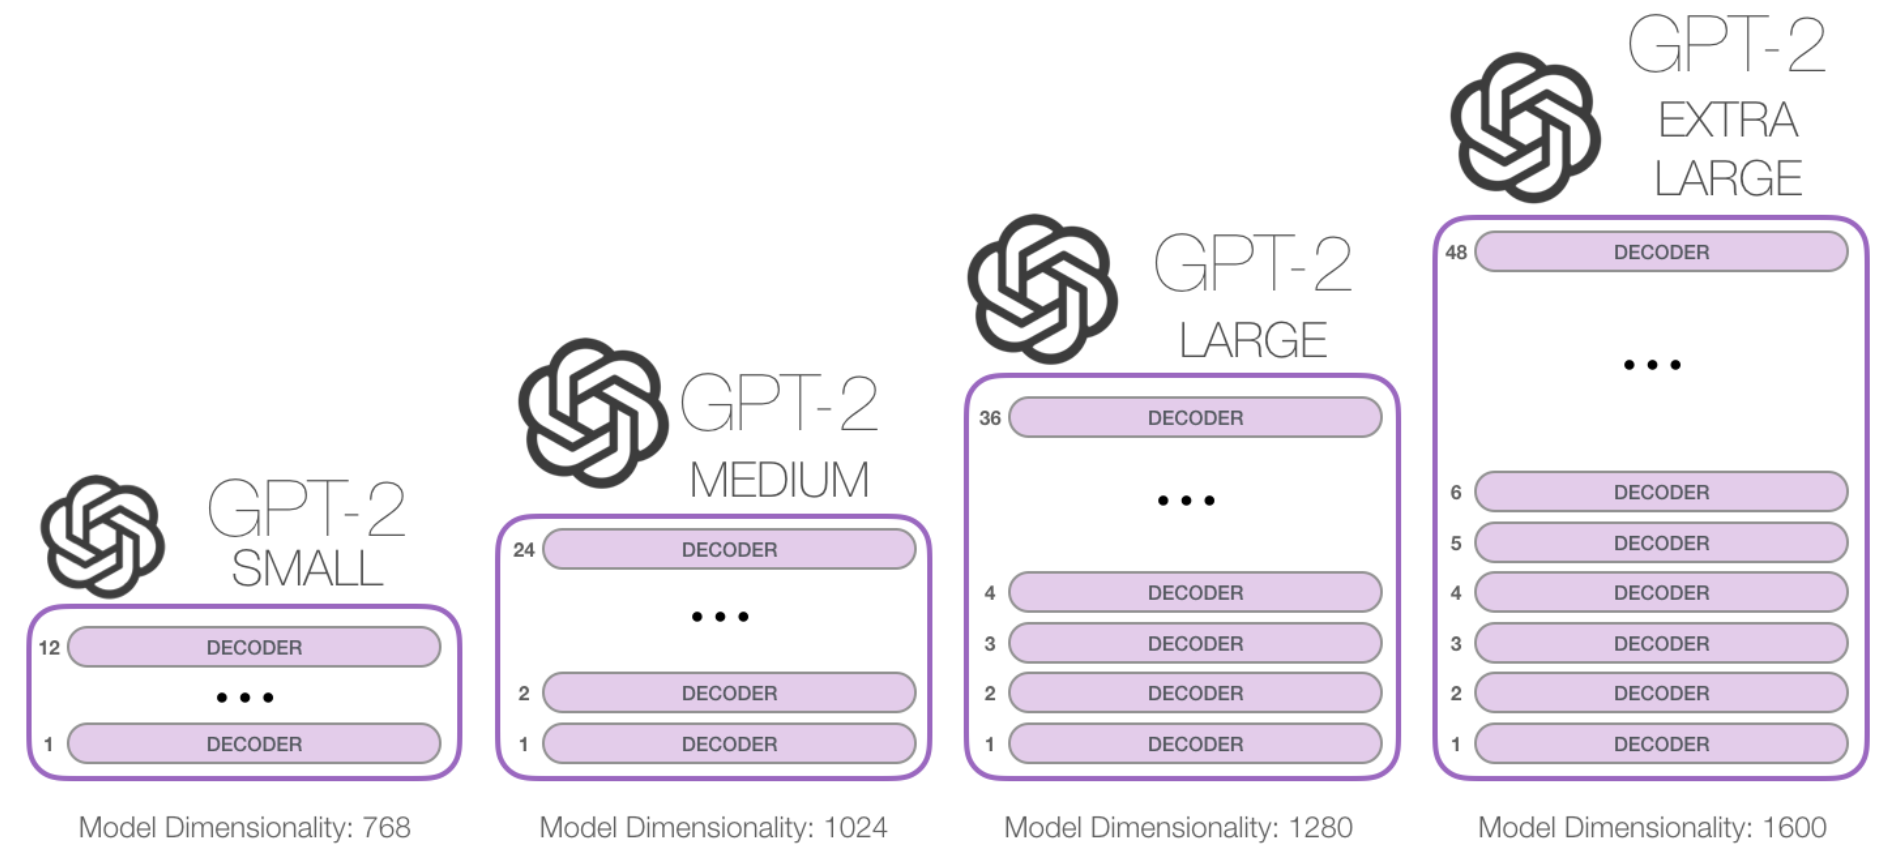 GPT-2
SMALL
12 DECODER
...
1 DECODER
Model Dimensionality: 768
GPT-2
MEDIUM
24 DECODER
...
2 DECODER
1 DECODER
Model Dimensionality: 1024
GPT-2
LARGE
36 DECODER
...
4 DECODER
3 DECODER
2 DECODER
1 DECODER
Model Dimensionality: 1280
GPT-2
EXTRA
LARGE
48 DECODER
...
6 DECODER
5 DECODER
4 DECODER
3 DECODER
2 DECODER
1 DECODER
Model Dimensionality: 1600